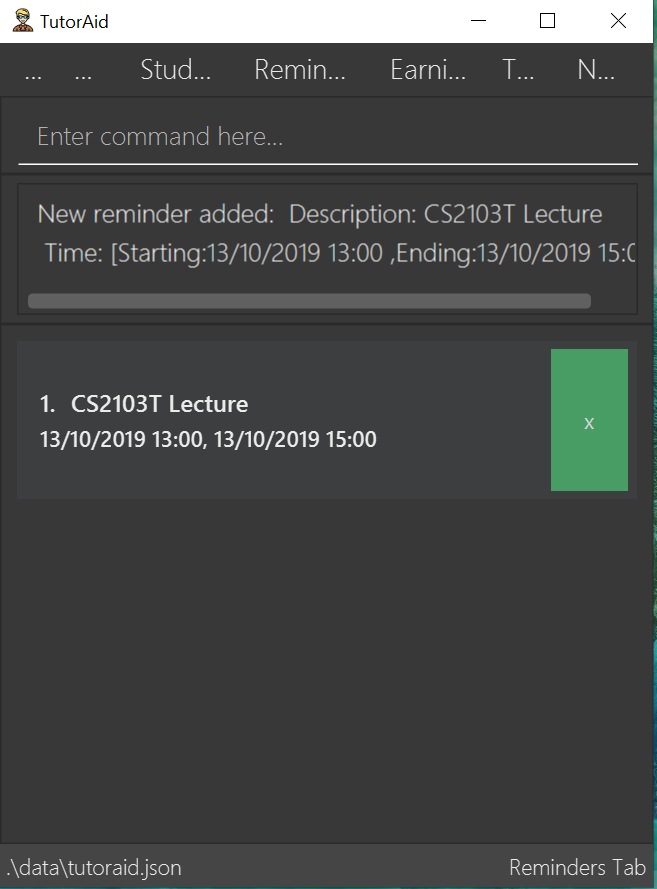 TutorAid
... ... Stud... Remin... Earni... T... N...
Enter command here...
New reminder added:  Description: CS2103T Lecture
Time: [Starting:13/10/2019 13:00 ,Ending:13/10/2019 15:0
1. CS2103T Lecture
13/10/2019 13:00, 13/10/2019 15:00
x
.\data\tutoraid.json
Reminders Tab